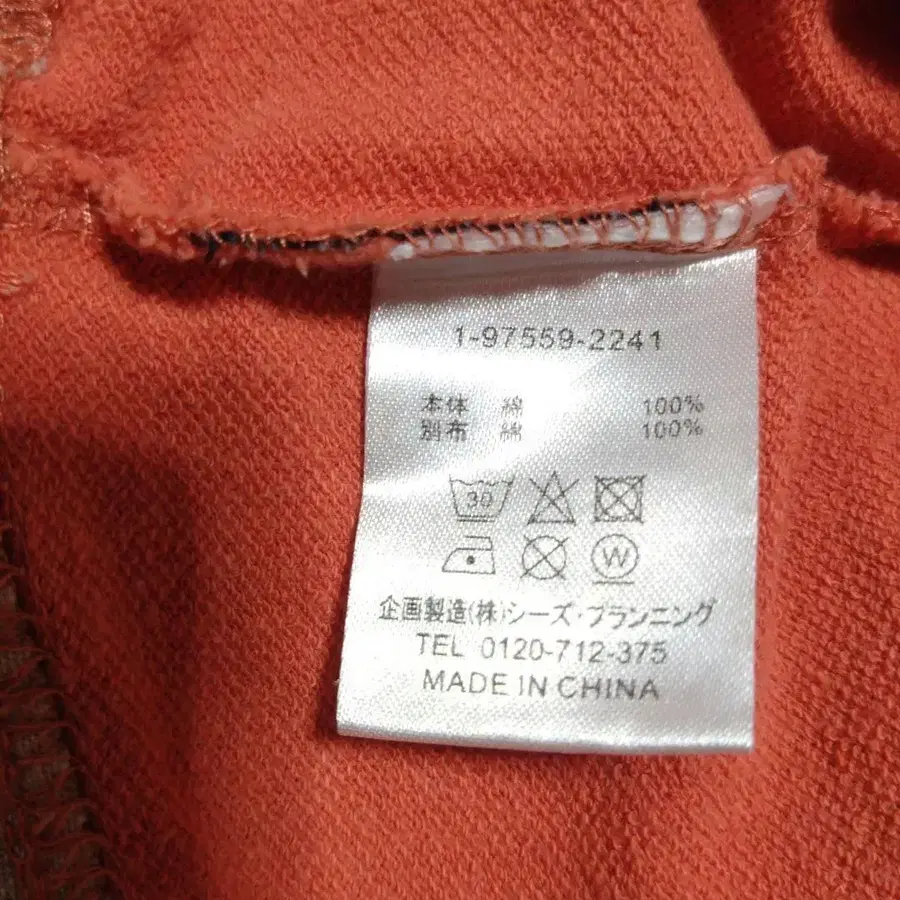 1-97559-2241
本体 綿 100%
別布 綿 100%
30
W
企画製造(株)シーズ・プランニング
TEL 0120-712-375
MADE IN CHINA